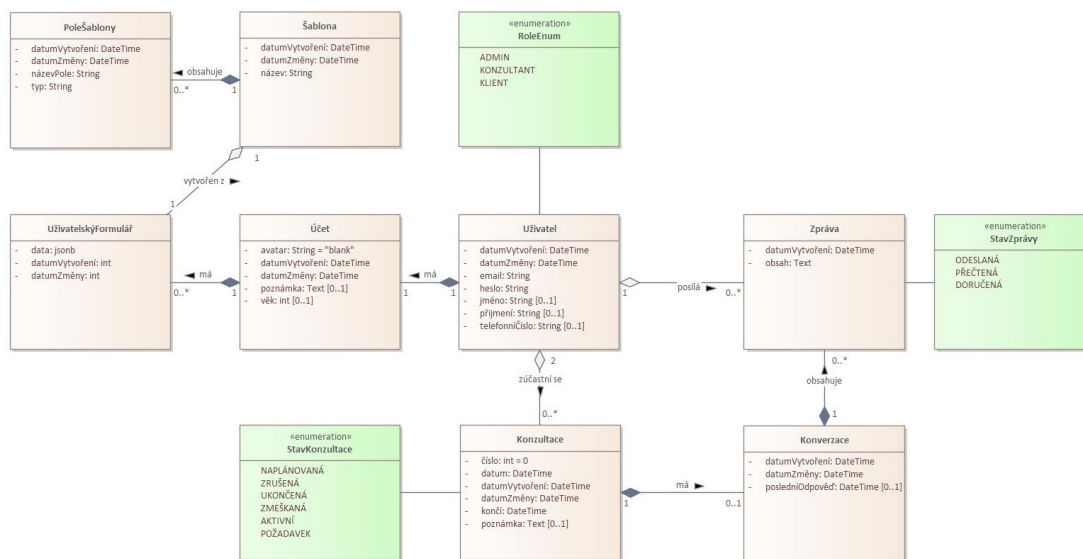 PoleŠablony
- datumVytvoření: DateTime
- datumZměny: DateTime
- názevPole: String
- typ: String
obsahuje
0..*
1
Šablona
- datumVytvoření: DateTime
- datumZměny: DateTime
- název: String
«enumeration»
RoleEnum
ADMIN
KONZULTANT
KLIENT
1
vytvořen z
1
UživatelskýFormulář
- data: jsonb
- datumVytvoření: int
- datumZměny: int
má
0..*
1
Účet
- avatar: String = "blank"
- datumVytvoření: DateTime
- datumZměny: DateTime
- poznámka: Text [0..1]
- věk: int [0..1]
má
1
1
Uživatel
- datumVytvoření: DateTime
- datumZměny: DateTime
- email: String
- heslo: String
- jméno: String [0..1]
- přijmení: String [0..1]
- telefonníČíslo: String [0..1]
1
posílá
0..*
Zpráva
- datumVytvoření: DateTime
- obsah: Text
«enumeration»
StavZprávy
ODESLANÁ
PŘEČTENÁ
DORUČENÁ
2
zúčastní se
0..*
0..*
obsahuje
1
«enumeration»
StavKonzultace
NAPLÁNOVANÁ
ZRUŠENÁ
UKONČENÁ
ZMEŠKANÁ
AKTIVNÍ
POŽADAVEK
Konzultace
- číslo: int = 0
- datum: DateTime
- datumVytvoření: DateTime
- datumZměny: DateTime
- končí: DateTime
- poznámka: Text [0..1]
1
má
0..1
Konverzace
- datumVytvoření: DateTime
- datumZměny: DateTime
- posledníOdpověď: DateTime [0..1]